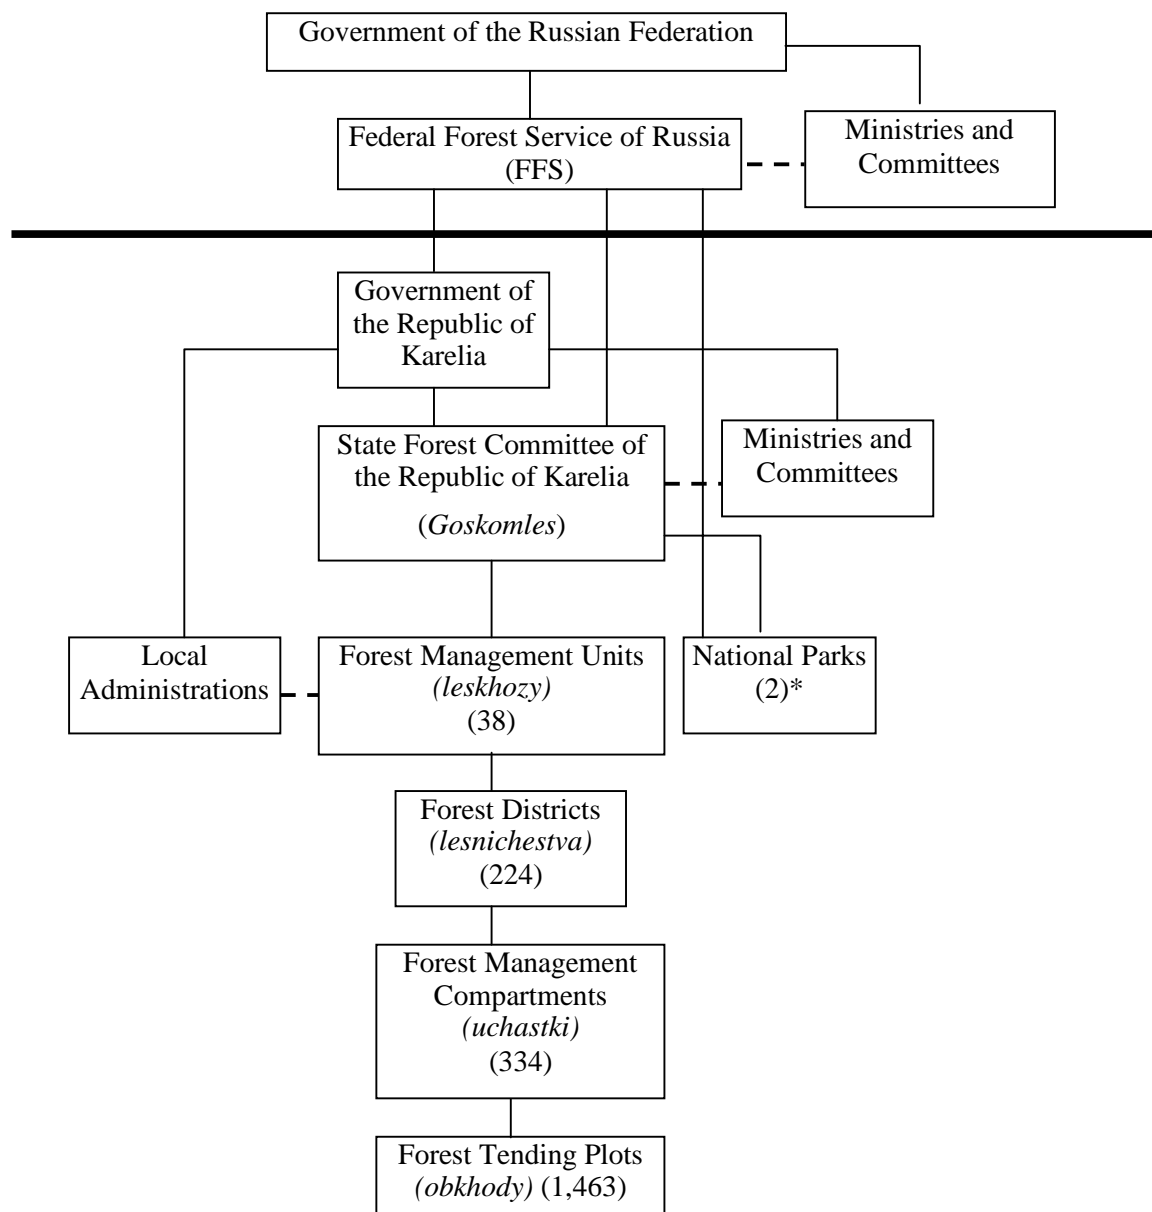 Government of the Russian Federation
Federal Forest Service of Russia
(FFS)
Ministries and
Committees
Government of
the Republic of
Karelia
State Forest Committee of
the Republic of Karelia
(Goskomles)
Ministries and
Committees
Local
Administrations
Forest Management Units
(leskhozy)
(38)
National Parks
(2)*
Forest Districts
(lesnichestva)
(224)
Forest Management
Compartments
(uchastki)
(334)
Forest Tending Plots
(obkhody) (1,463)